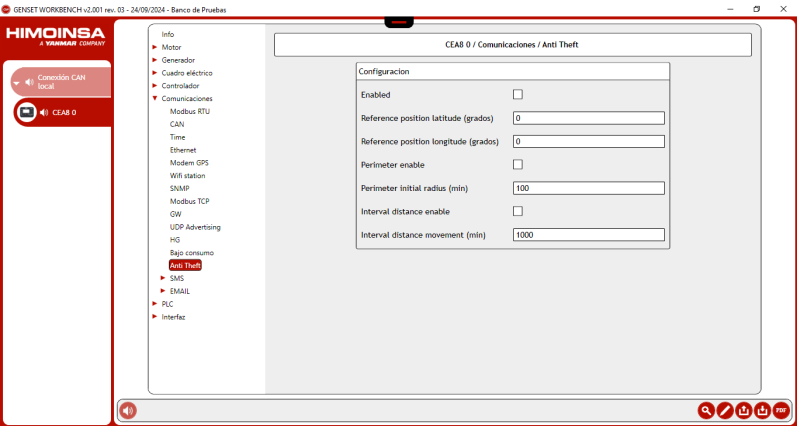 GENSET WORKBENCH v2.001 rev. 03 - 24/09/2024 - Banco de Pruebas
HIMOINSA
A YANMAR COMPANY
Conexión CAN
local
CEA8 0
Info
Motor
Generador
Cuadro eléctrico
Controlador
Comunicaciones
Modbus RTU
CAN
Time
Ethernet
Modem GPS
Wifi station
SNMP
Modbus TCP
GW
UDP Advertising
HG
Bajo consumo
Anti Theft
SMS
EMAIL
PLC
Interfaz
CEA8 0 / Comunicaciones / Anti Theft
Configuracion
Enabled
Reference position latitude (grados) 0
Reference position longitude (grados) 0
Perimeter enable
Perimeter initial radius (min) 100
Interval distance enable
Interval distance movement (min) 1000
PDF